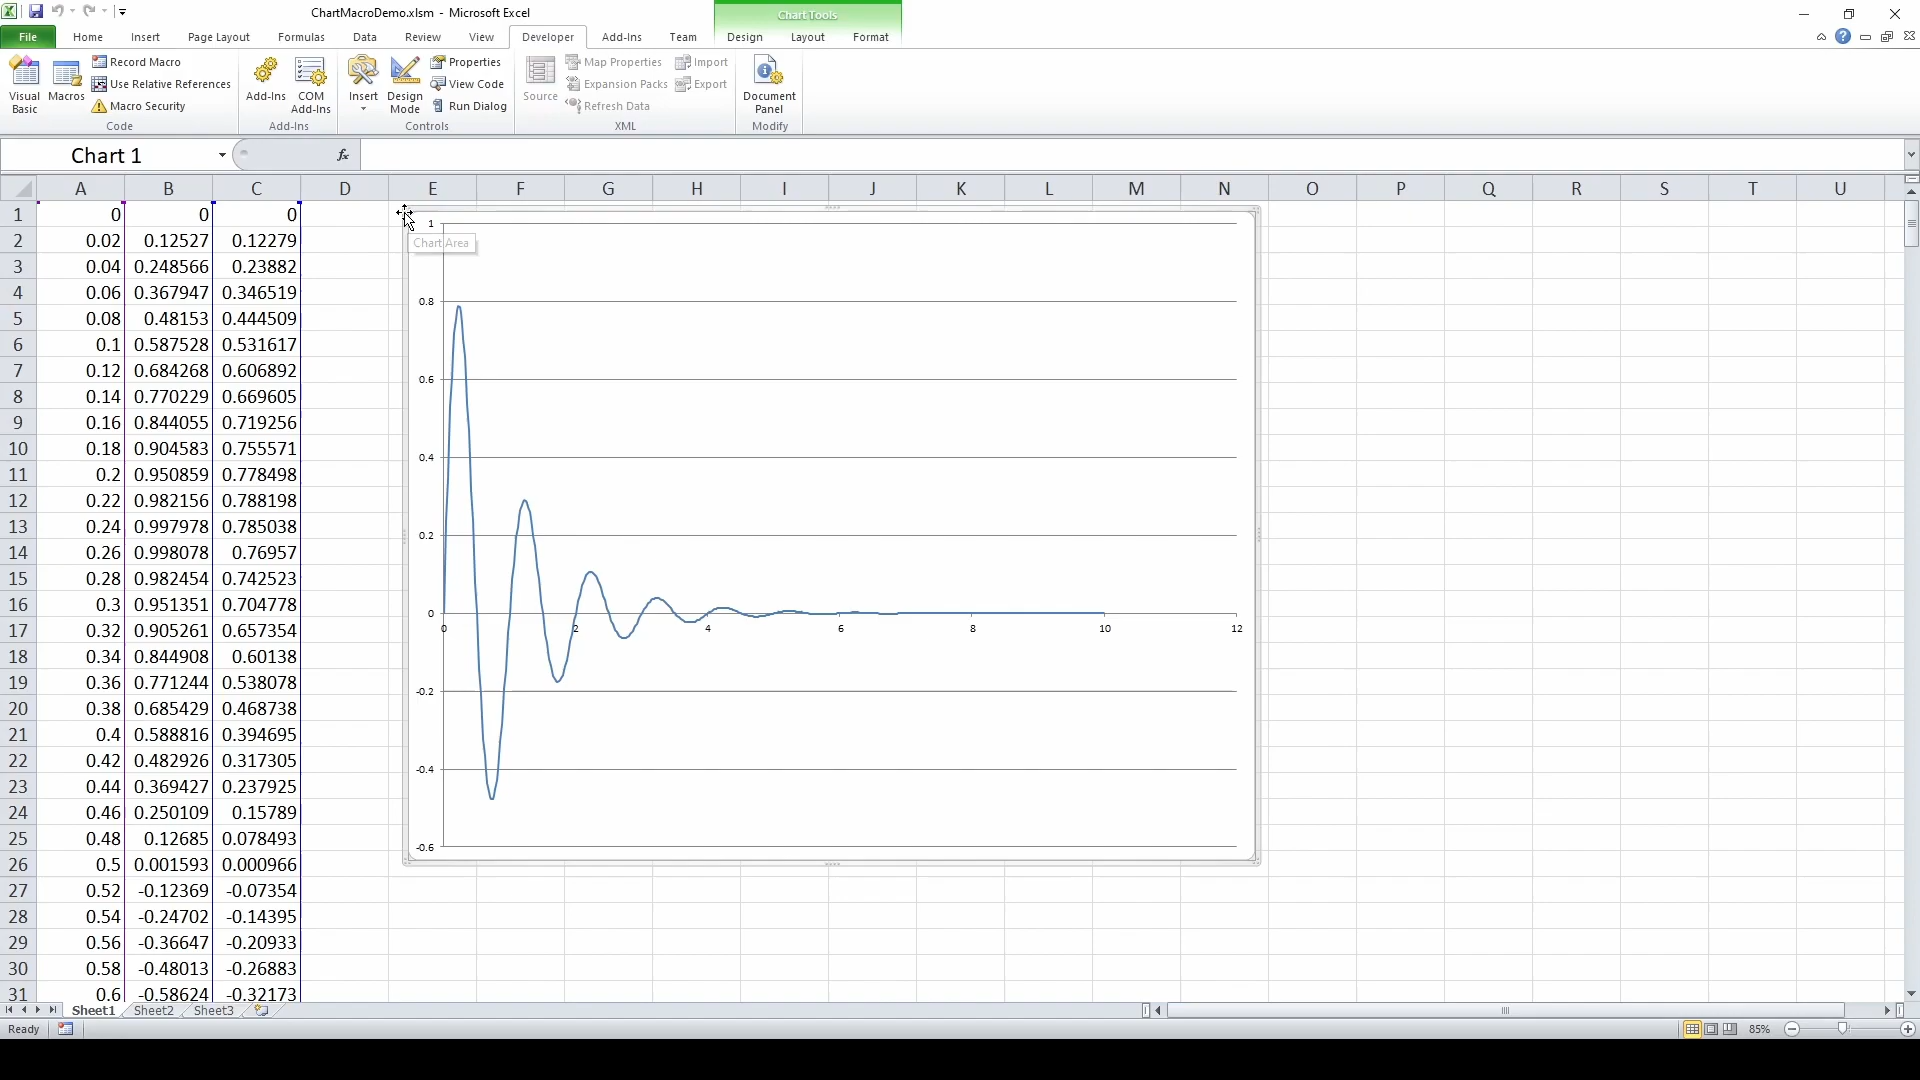 ChartMacroDemo.xlsm - Microsoft Excel
Chart Tools
File Home Insert Page Layout Formulas Data Review View Developer Add-Ins Team Design Layout Format
Visual Basic
Macros
Record Macro
Use Relative References
Macro Security
Code
Add-Ins
COM Add-Ins
Add-Ins
Insert
Design Mode
Properties
View Code
Run Dialog
Controls
Source
Map Properties
Expansion Packs
Refresh Data
Import
Export
XML
Document Panel
Modify
Chart 1
fx
A B C D E F G H I J K L M N O P Q R S T U
1 0 0 0
2 0.02 0.12527 0.12279
3 0.04 0.248566 0.23882
4 0.06 0.367947 0.346519
5 0.08 0.48153 0.444509
6 0.1 0.587528 0.531617
7 0.12 0.684268 0.606892
8 0.14 0.770229 0.669605
9 0.16 0.844055 0.719256
10 0.18 0.904583 0.755571
11 0.2 0.950859 0.778498
12 0.22 0.982156 0.788198
13 0.24 0.997978 0.785038
14 0.26 0.998078 0.76957
15 0.28 0.982454 0.742523
16 0.3 0.951351 0.704778
17 0.32 0.905261 0.657354
18 0.34 0.844908 0.60138
19 0.36 0.771244 0.538078
20 0.38 0.685429 0.468738
21 0.4 0.588816 0.394695
22 0.42 0.482926 0.317305
23 0.44 0.369427 0.237925
24 0.46 0.250109 0.15789
25 0.48 0.12685 0.078493
26 0.5 0.001593 0.000966
27 0.52 -0.12369 -0.07354
28 0.54 -0.24702 -0.14395
29 0.56 -0.36647 -0.20933
30 0.58 -0.48013 -0.26883
31 0.6 -0.58624 -0.32173
Chart Area
1
0.8
0.6
0.4
0.2
0
-0.2
-0.4
-0.6
0 2 4 6 8 10 12
Sheet1 Sheet2 Sheet3
Ready
85%